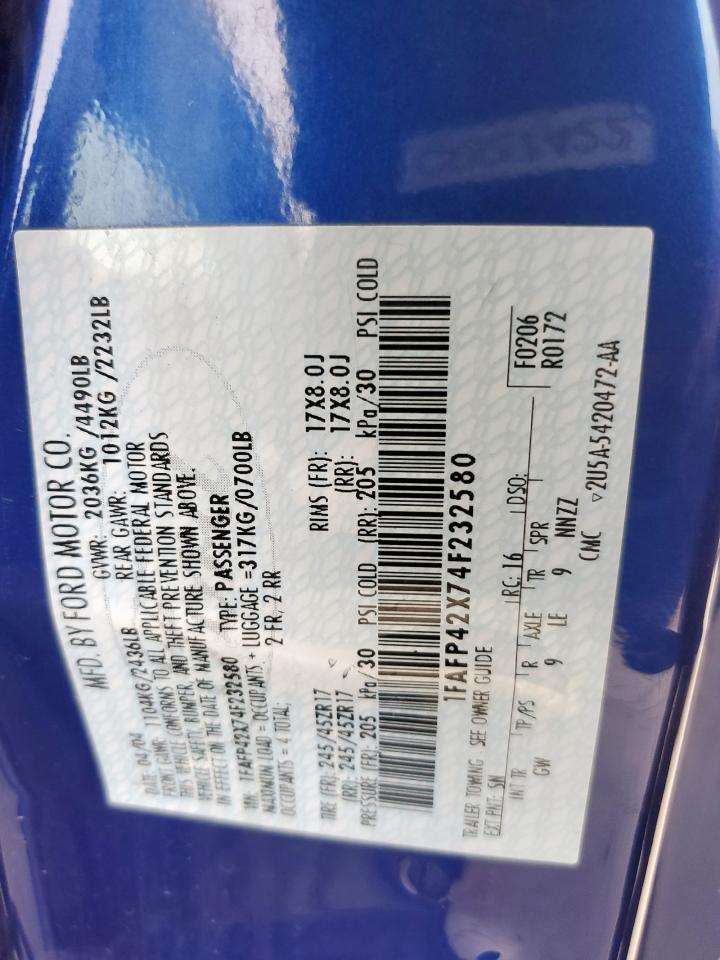 MFD. BY FORD MOTOR CO.
DATE: 04/04 GVWR: 2036KG /4490LB
FRONT GAWR: 1104KG/2436LB REAR GAWR: 1012KG /2232LB
THIS VEHICLE CONFORMS TO ALL APPLICABLE FEDERAL MOTOR
VEHICLE SAFETY, BUMPER, AND THEFT PREVENTION STANDARDS
IN EFFECT ON THE DATE OF MANUFACTURE SHOWN ABOVE.
VIN: 1FAFP42X74F232580 TYPE: PASSENGER
MAXIMUM LOAD = OCCUPANTS + LUGGAGE =317KG/0700LB
OCCUPANTS = 4 TOTAL; 2 FR, 2 RR
TIRE (FR): 245/45ZR17 RIMS (FR): 17X8.0J
(RR): 245/45ZR17 (RR): 17X8.0J
PRESSURE (FR): 205 kPa/30 PSI COLD (RR): 205 kPa/30 PSI COLD
1FAFP42X74F232580
TRAILER TOWING SEE OWNER GUIDE
EXT PNT: SN RC: 16 DSO: F0206
R0172
INT TR TP/PS R AXLE TR SPR
GW 9 LE 9 NNZZ
CMC ▽2U5A-5420472-AA